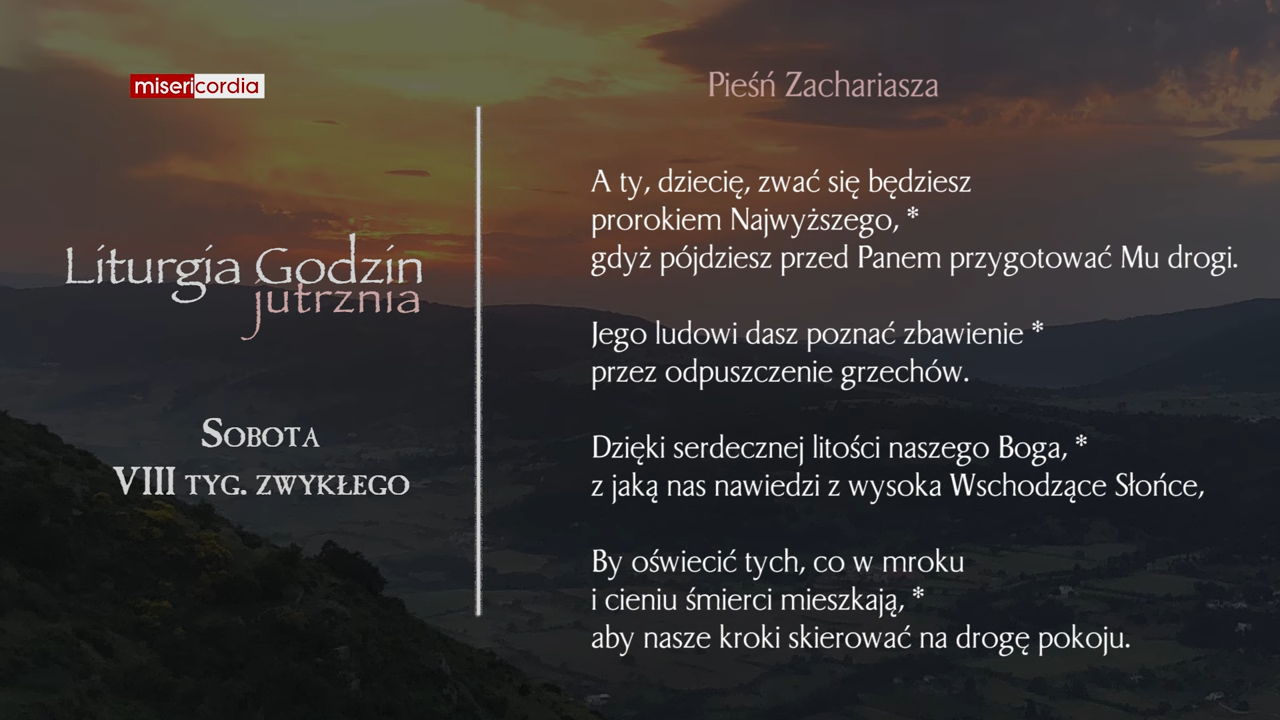 misericordia
Liturgia Godzin
jutrznia
Sobota
VIII tyg. zwykłego
Pieśń Zachariasza
A ty, dziecię, zwać się będziesz
prorokiem Najwyższego, *
gdyż pójdziesz przed Panem przygotować Mu drogi.
Jego ludowi dasz poznać zbawienie *
przez odpuszczenie grzechów.
Dzięki serdecznej litości naszego Boga, *
z jaką nas nawiedzi z wysoka Wschodzące Słońce,
By oświecić tych, co w mroku
i cieniu śmierci mieszkają, *
aby nasze kroki skierować na drogę pokoju.